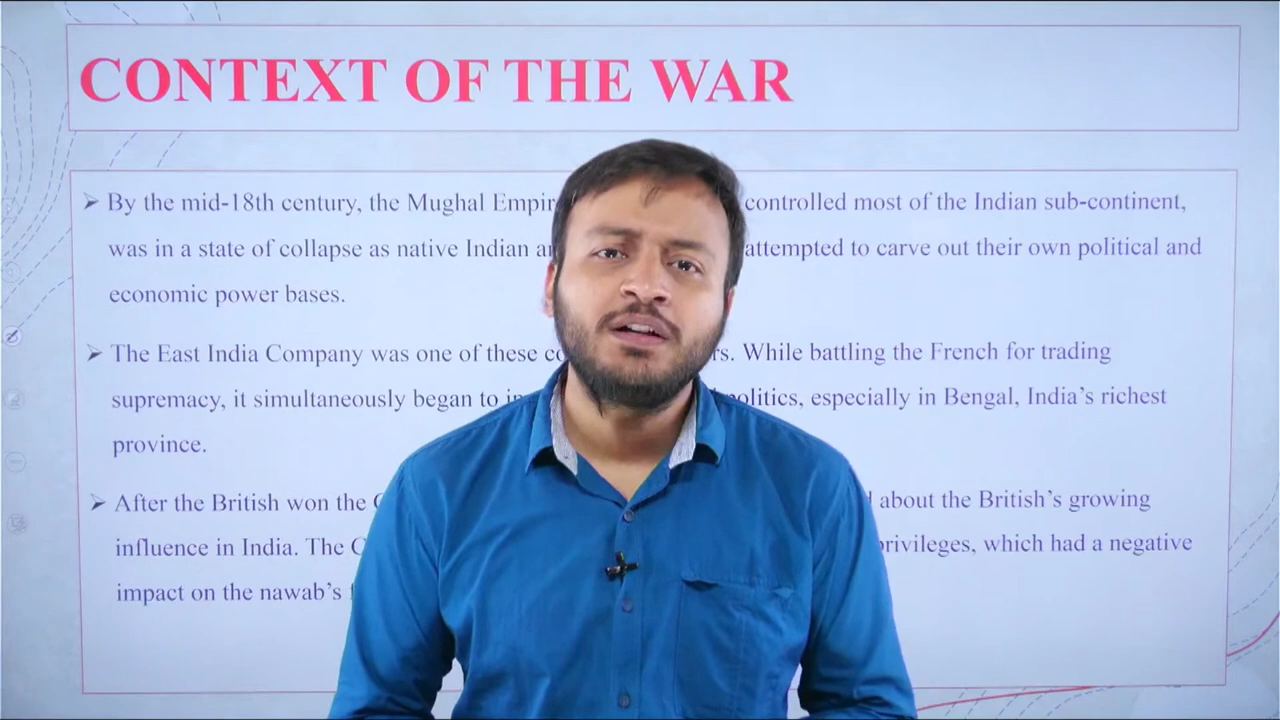 CONTEXT OF THE WAR
➤ By the mid-18th century, the Mughal controlled most of the Indian sub-continent,
was in a state of collapse as native Indian attempted to carve out their own political and
economic power bases.
➤ The East India Company was one of these While battling the French for trading
supremacy, it simultaneously began to politics, especially in Bengal, India’s richest
province.
➤ After the British won the about the British’s growing
influence in India. The privileges, which had a negative
impact on the nawab’s